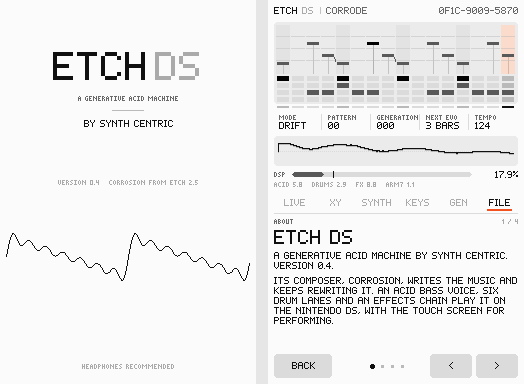 ETCH DS
A GENERATIVE ACID MACHINE
BY SYNTH CENTRIC
VERSION 0.4 CORROSION FROM ETCH 2.5
HEADPHONES RECOMMENDED
ETCH DS | CORRODE 0F1C-9009-5870
MODE PATTERN GENERATION NEXT EVO TEMPO
DRIFT 00 000 3 BARS 124
DSP 17.9%
ACID 5.8 DRUMS 2.9 FX 8.8 ARM7 1.1
LIVE XY SYNTH KEYS GEN FILE
ABOUT 1 / 4
ETCH DS
A GENERATIVE ACID MACHINE BY SYNTH CENTRIC.
VERSION 0.4.
ITS COMPOSER, CORROSION, WRITES THE MUSIC AND
KEEPS REWRITING IT. AN ACID BASS VOICE, SIX
DRUM LANES AND AN EFFECTS CHAIN PLAY IT ON
THE NINTENDO DS, WITH THE TOUCH SCREEN FOR
PERFORMING.
BACK < >